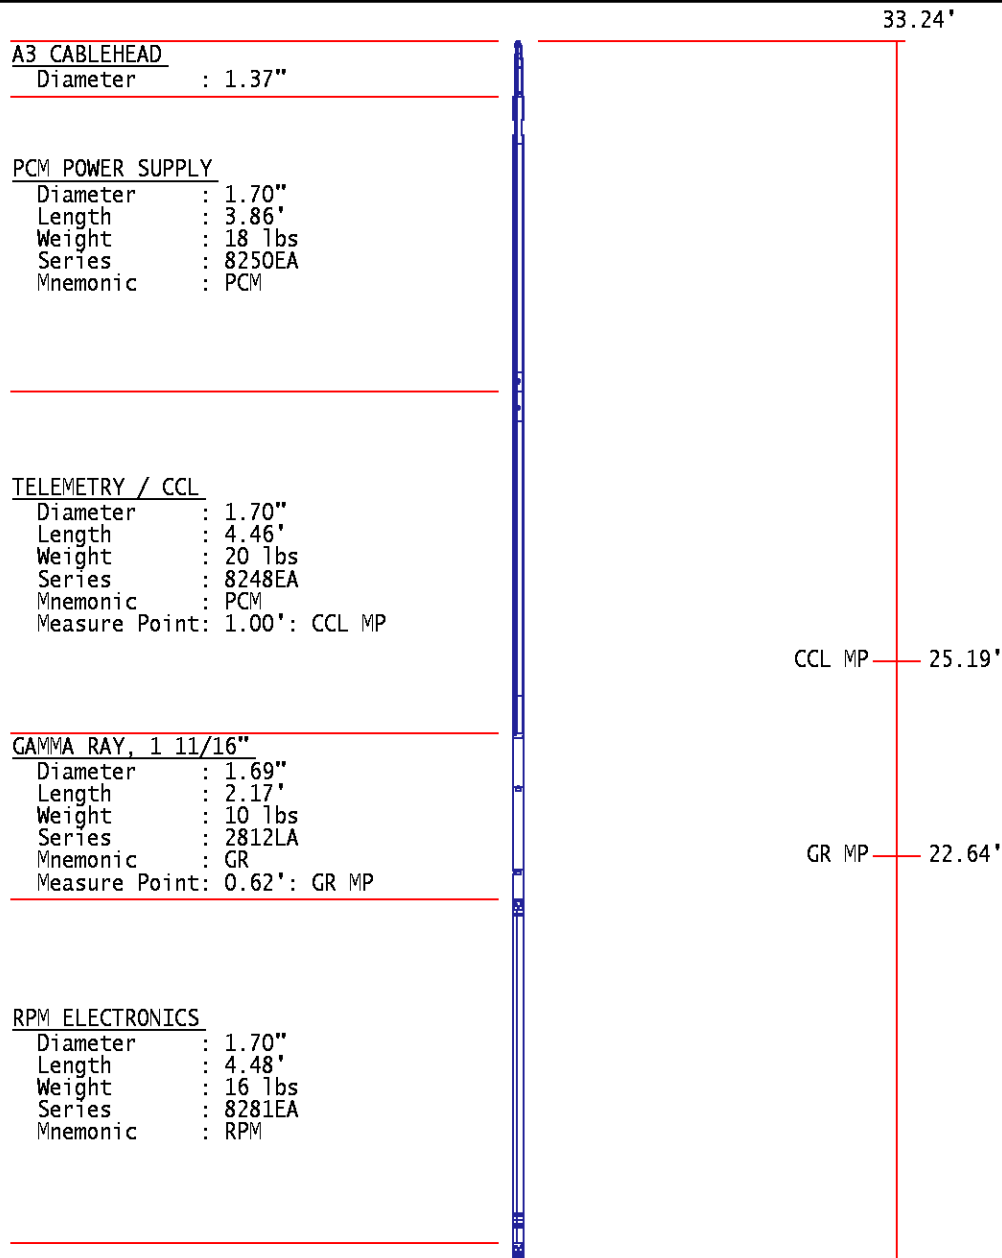 33.24'
A3 CABLEHEAD
Diameter : 1.37"
PCM POWER SUPPLY
Diameter : 1.70"
Length : 3.86'
Weight : 18 lbs
Series : 8250EA
Mnemonic : PCM
TELEMETRY / CCL
Diameter : 1.70"
Length : 4.46'
Weight : 20 lbs
Series : 8248EA
Mnemonic : PCM
Measure Point: 1.00': CCL MP
CCL MP 25.19'
GAMMA RAY, 1 11/16"
Diameter : 1.69"
Length : 2.17'
Weight : 10 lbs
Series : 2812LA
Mnemonic : GR
Measure Point: 0.62': GR MP
GR MP 22.64'
RPM ELECTRONICS
Diameter : 1.70"
Length : 4.48'
Weight : 16 lbs
Series : 8281EA
Mnemonic : RPM